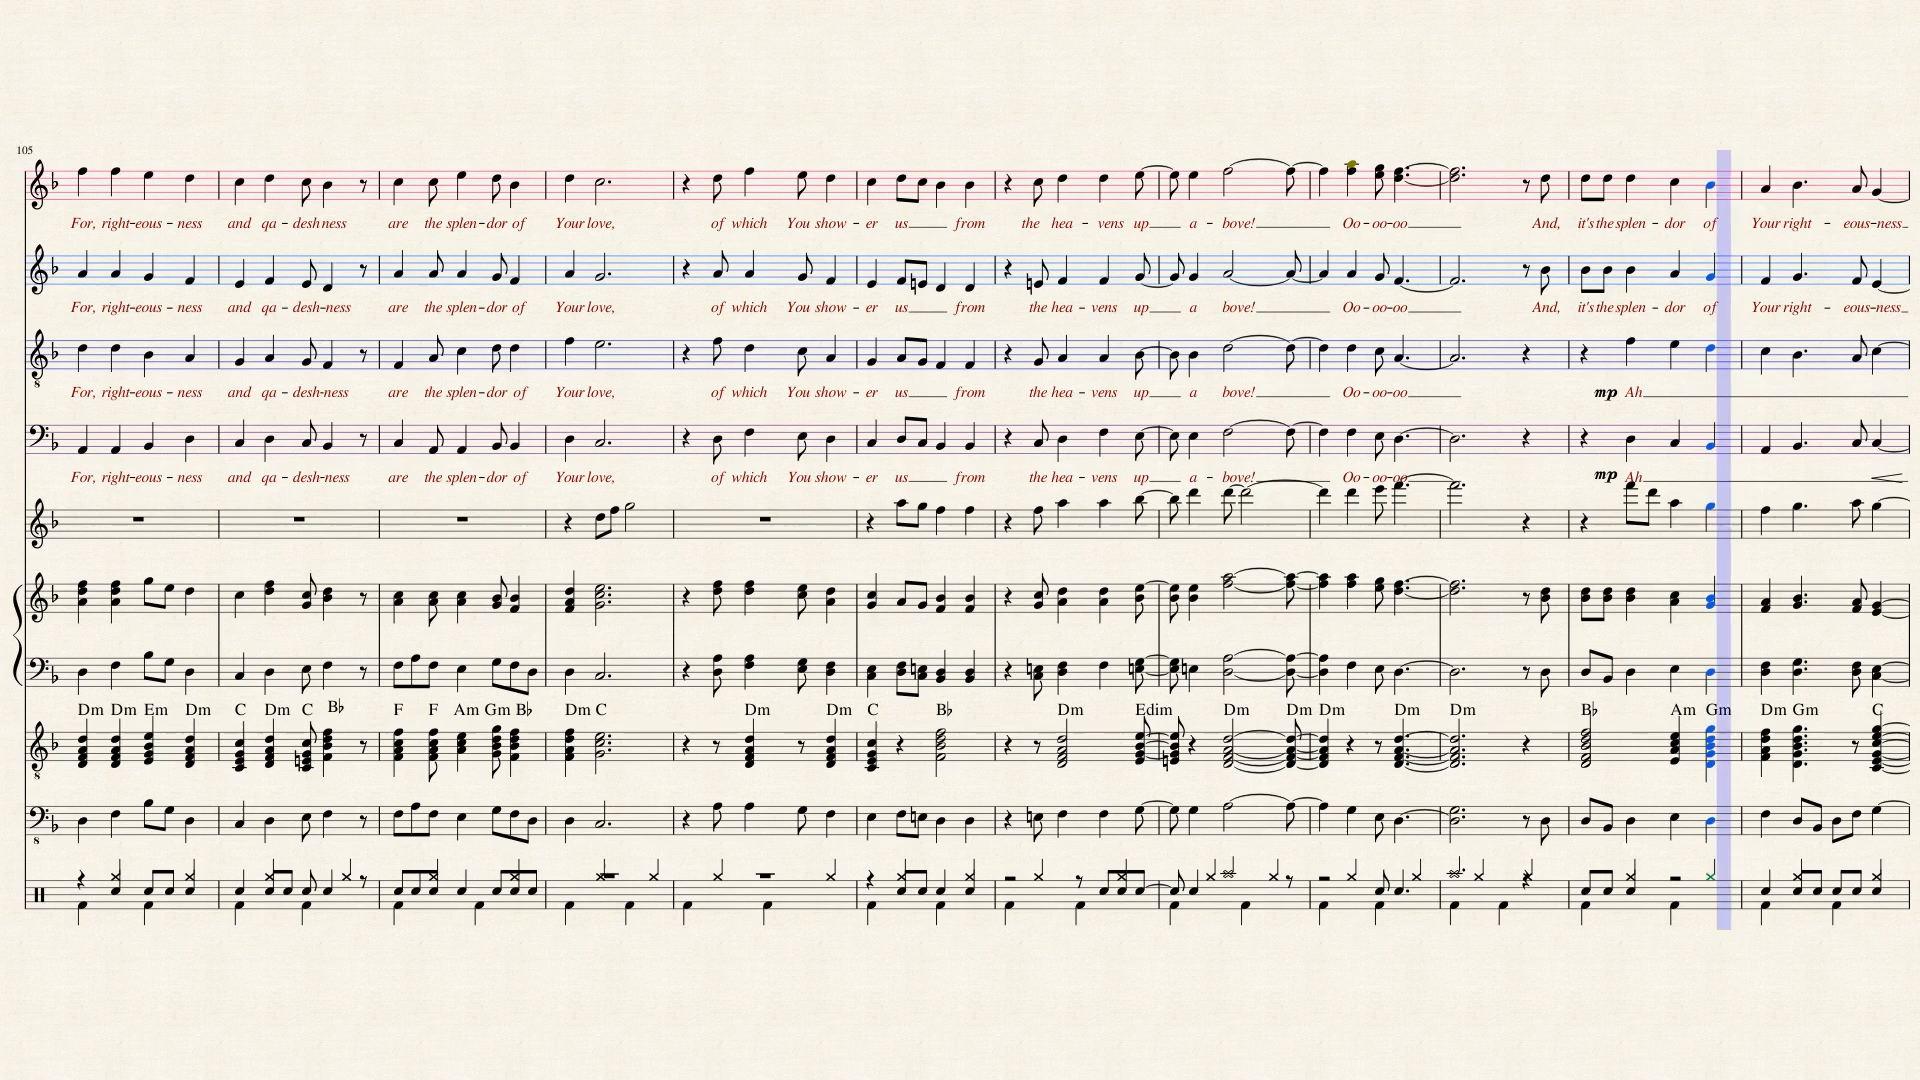 105
For, right-eous-ness and qa-deshness are the splen-dor of Your love, of which You show-er us from the hea-vens up a-bove! Oo-oo-oo And, it's the splen-dor of Your right-eous-ness
For, right-eous-ness and qa-desh-ness are the splen-dor of Your love, of which You show-er us from the hea-vens up a bove! Oo-oo-oo And, it's the splen-dor of Your right-eous-ness
For, right-eous-ness and qa-desh-ness are the splen-dor of Your love, of which You show-er us from the hea-vens up a bove! Oo-oo-oo mp Ah
8
For, right-eous-ness and qa-desh-ness are the splen-dor of Your love, of which You show-er us from the hea-vens up a-bove! Oo-oo-oo mp Ah
Dm Dm Em Dm C Dm C B♭ F F Am Gm B♭ Dm C Dm Dm C B♭ Dm Edim Dm Dm Dm Dm Dm B♭ Am Gm Dm Gm C
8
8